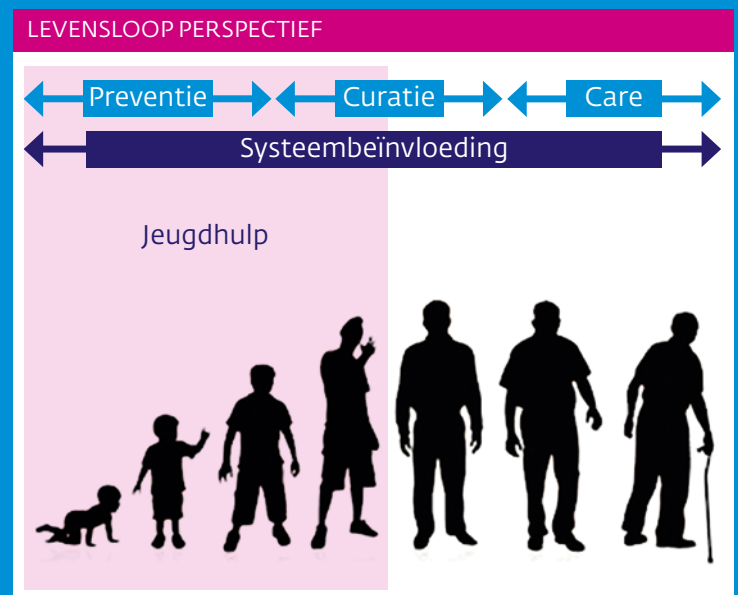 LEVENSLOOP PERSPECTIEF
Preventie Curatie Care
Systeembeïnvloeding
Jeugdhulp